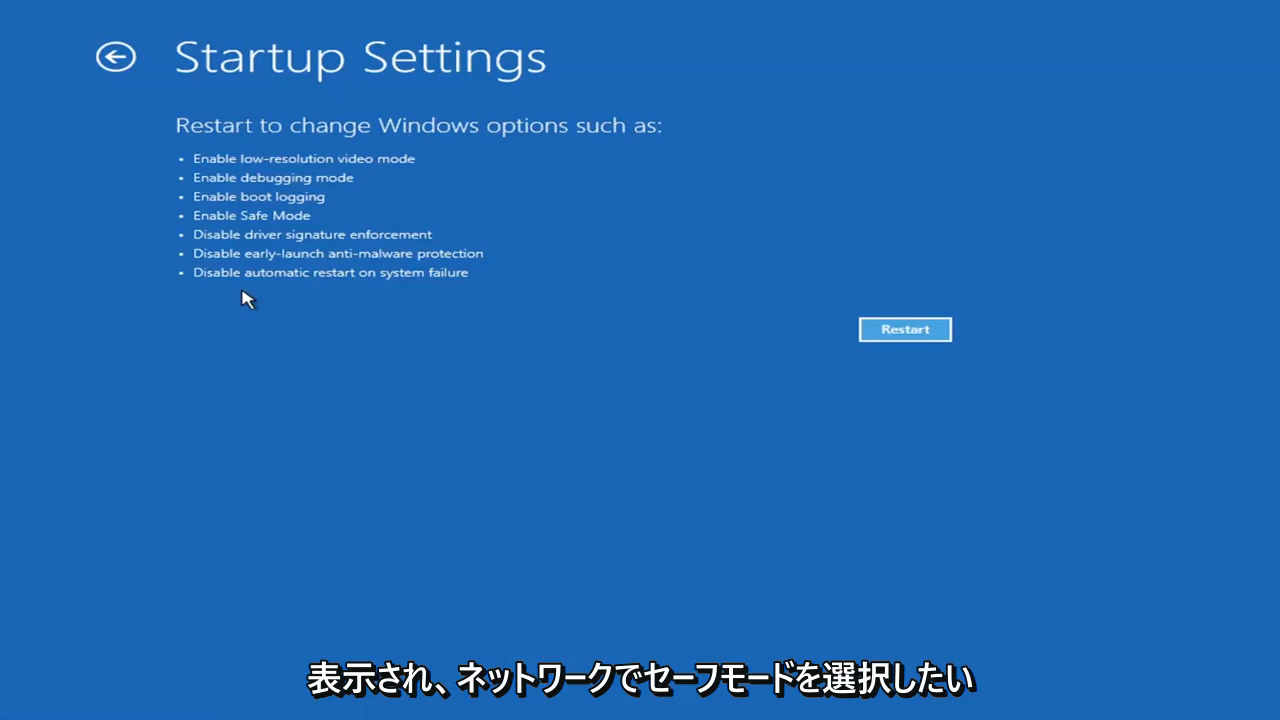 Startup Settings
Restart to change Windows options such as:
• Enable low-resolution video mode
• Enable debugging mode
• Enable boot logging
• Enable Safe Mode
• Disable driver signature enforcement
• Disable early-launch anti-malware protection
• Disable automatic restart on system failure
Restart
表示され、ネットワークでセーフモードを選択したい